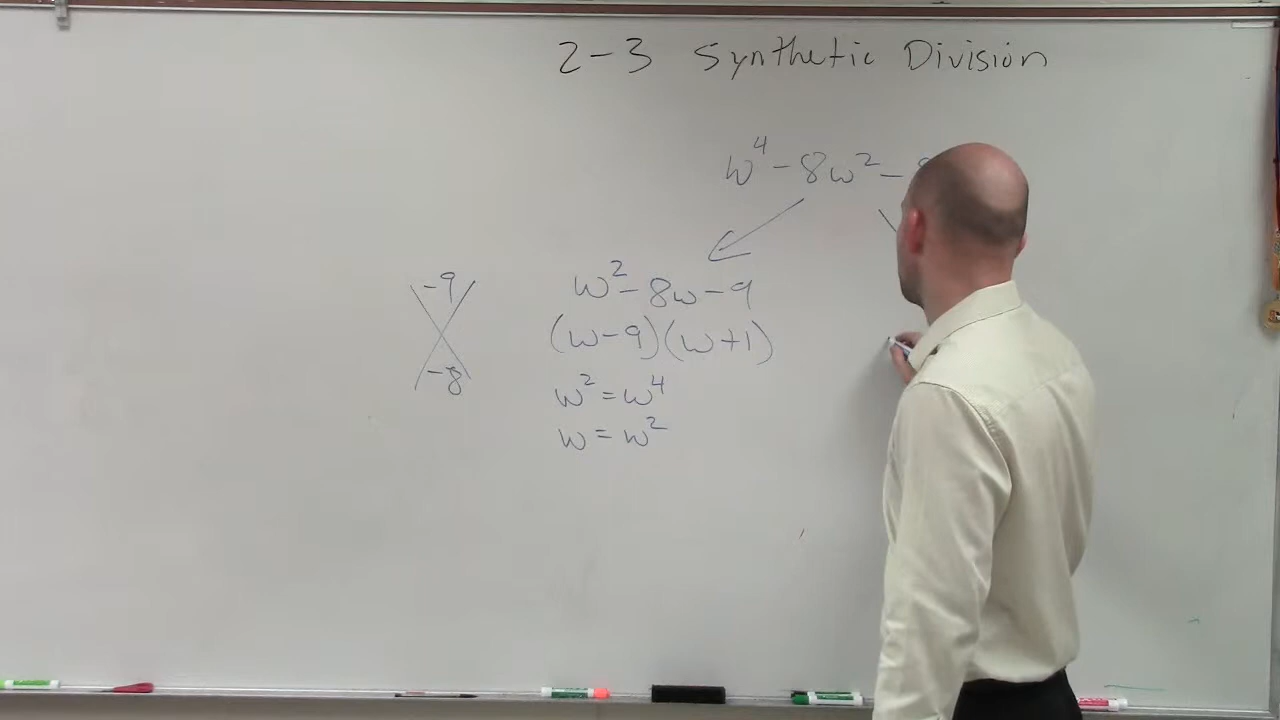 2-3 Synthetic Division
w⁴-8w²-
w²-8w-9
-9
(w-9)(w+1)
-8
w²=w⁴
w=w²